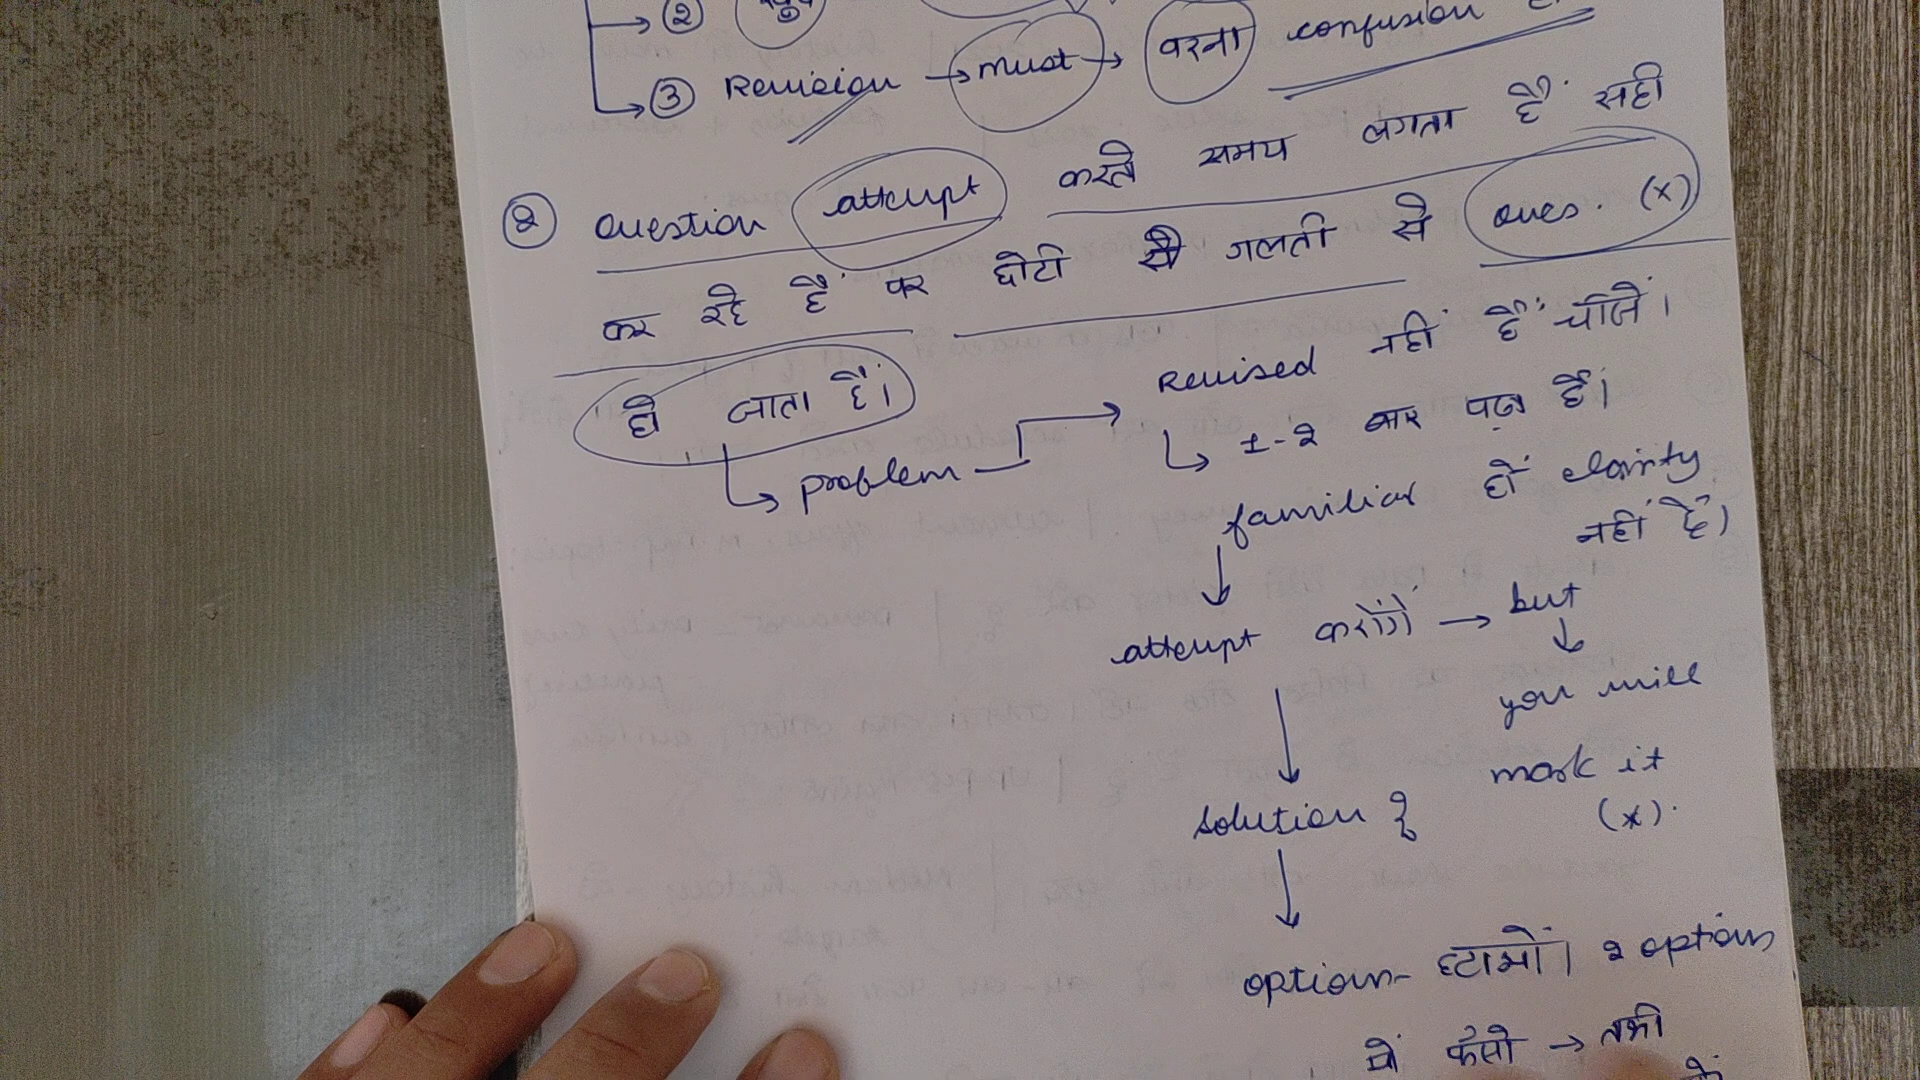 → ②
→ ③ Revision → must → वरना confusion
② Question attempt करते समय लगता हैं सही
कर रहे हैं पर छोटी सी गलती से ques. (x)
हो जाता हैं।
↳ problem → Revised नहीं हैं चीजें।
↳ 1-2 बार पढ़ा हैं।
familiar हों clarity
नहीं हैं।
↓
attempt करोगें → but
↓
you will
mark it
(x).
↓
solution ?
↓
option- हटाओं। 2 option
में फँसो → तभी